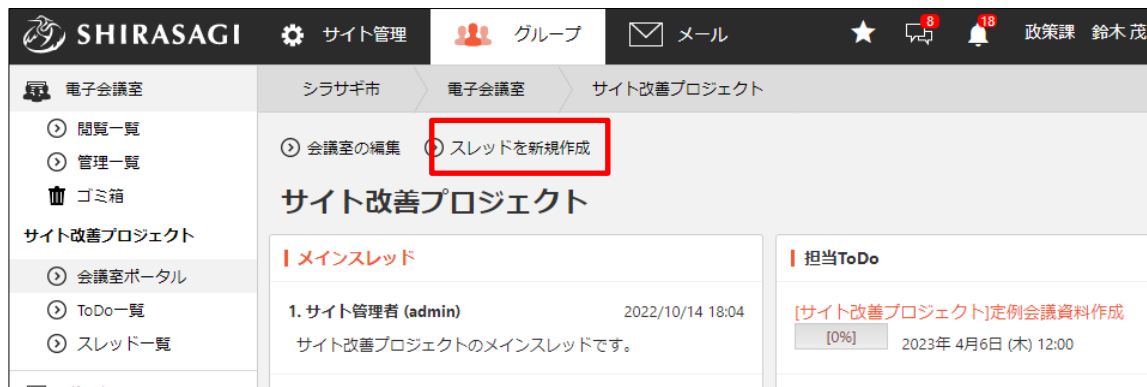 SHIRASAGI サイト管理 グループ メール 8 18 政策課 鈴木 茂
電子会議室
シラサギ市 電子会議室 サイト改善プロジェクト
閲覧一覧
管理一覧
ゴミ箱
サイト改善プロジェクト
会議室ポータル
ToDo一覧
スレッド一覧
会議室の編集 スレッドを新規作成
サイト改善プロジェクト
メインスレッド
1. サイト管理者 (admin) 2022/10/14 18:04
サイト改善プロジェクトのメインスレッドです。
担当ToDo
[サイト改善プロジェクト]定例会議資料作成
[0%] 2023年 4月6日 (木) 12:00